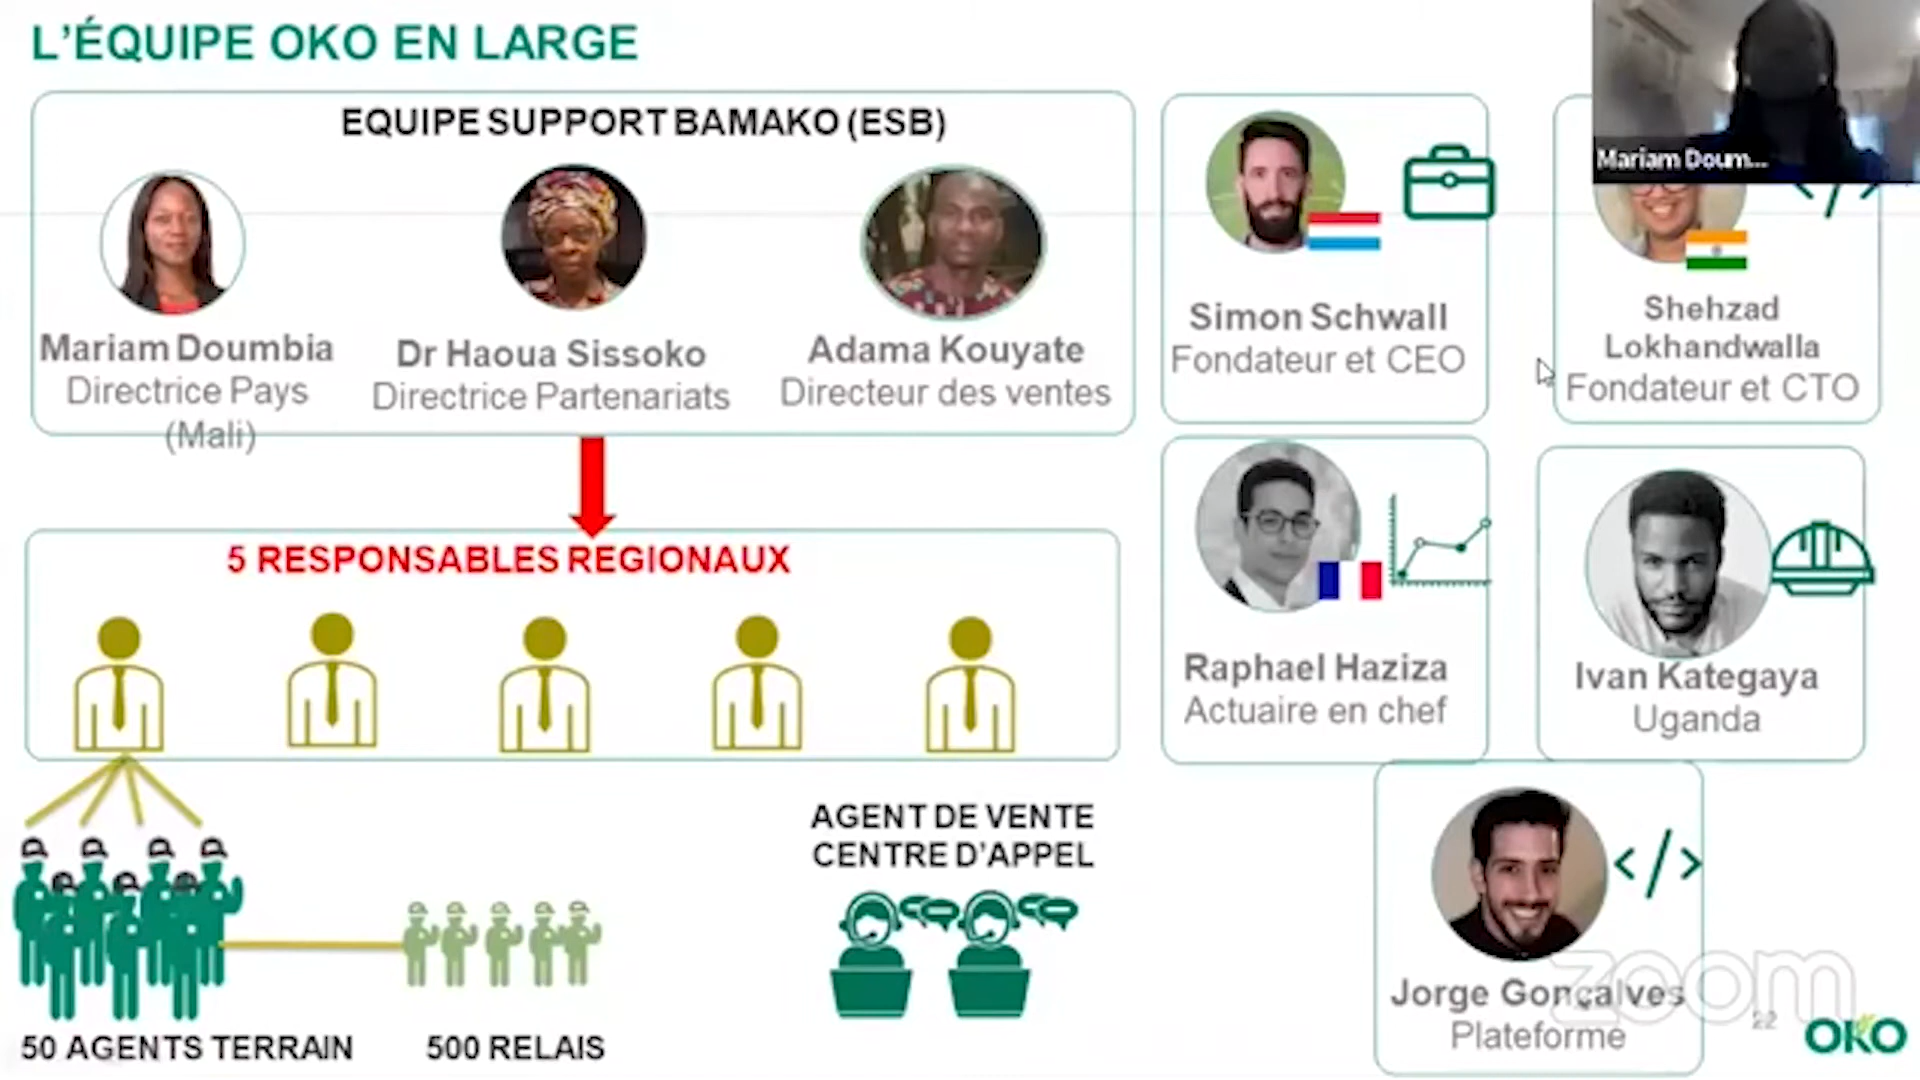 L'ÉQUIPE OKO EN LARGE
EQUIPE SUPPORT BAMAKO (ESB)
Mariam Doumbia
Directrice Pays
(Mali)
Dr Haoua Sissoko
Directrice Partenariats
Adama Kouyate
Directeur des ventes
Simon Schwall
Fondateur et CEO
Mariam Doum...
Shehzad
Lokhandwalla
Fondateur et CTO
5 RESPONSABLES REGIONAUX
Raphael Haziza
Actuaire en chef
Ivan Kategaya
Uganda
50 AGENTS TERRAIN
500 RELAIS
AGENT DE VENTE
CENTRE D'APPEL
</>
Jorge Gonçalves
Plateforme
zoom
22
OKO